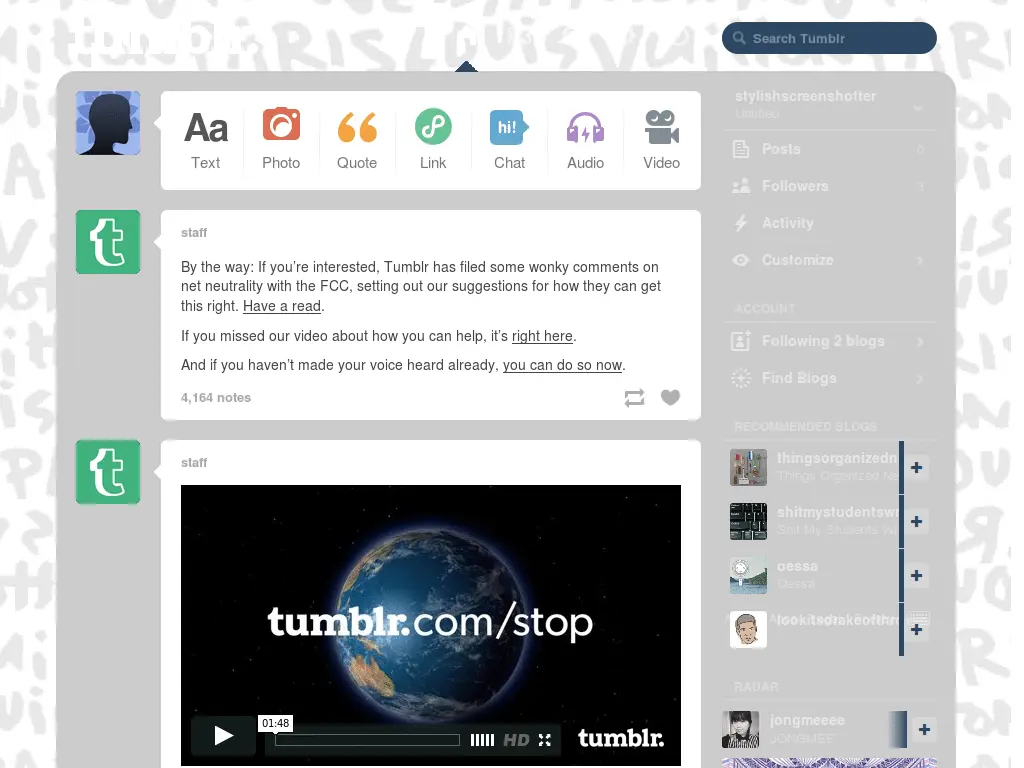 tumblr.
Search Tumblr
Aa
hi!
Text
Photo
Quote
Link
Chat
Audio
Video
stylishscreenshotter
Untitled
Posts 0
Followers 3
Activity
Customize
ACCOUNT
Following 2 blogs
Find Blogs
RECOMMENDED BLOGS
thingsorganizedn
Things Organized Ne
shitmystudentswr
Shit My Students W
oessa
Oessa
lookitsdrakeofthr
RADAR
jongmeeee
JONGMEE
staff
By the way: If you’re interested, Tumblr has filed some wonky comments on
net neutrality with the FCC, setting out our suggestions for how they can get
this right. Have a read.
If you missed our video about how you can help, it’s right here.
And if you haven’t made your voice heard already, you can do so now.
4,164 notes
staff
tumblr.com/stop
01:48
HD
tumblr.